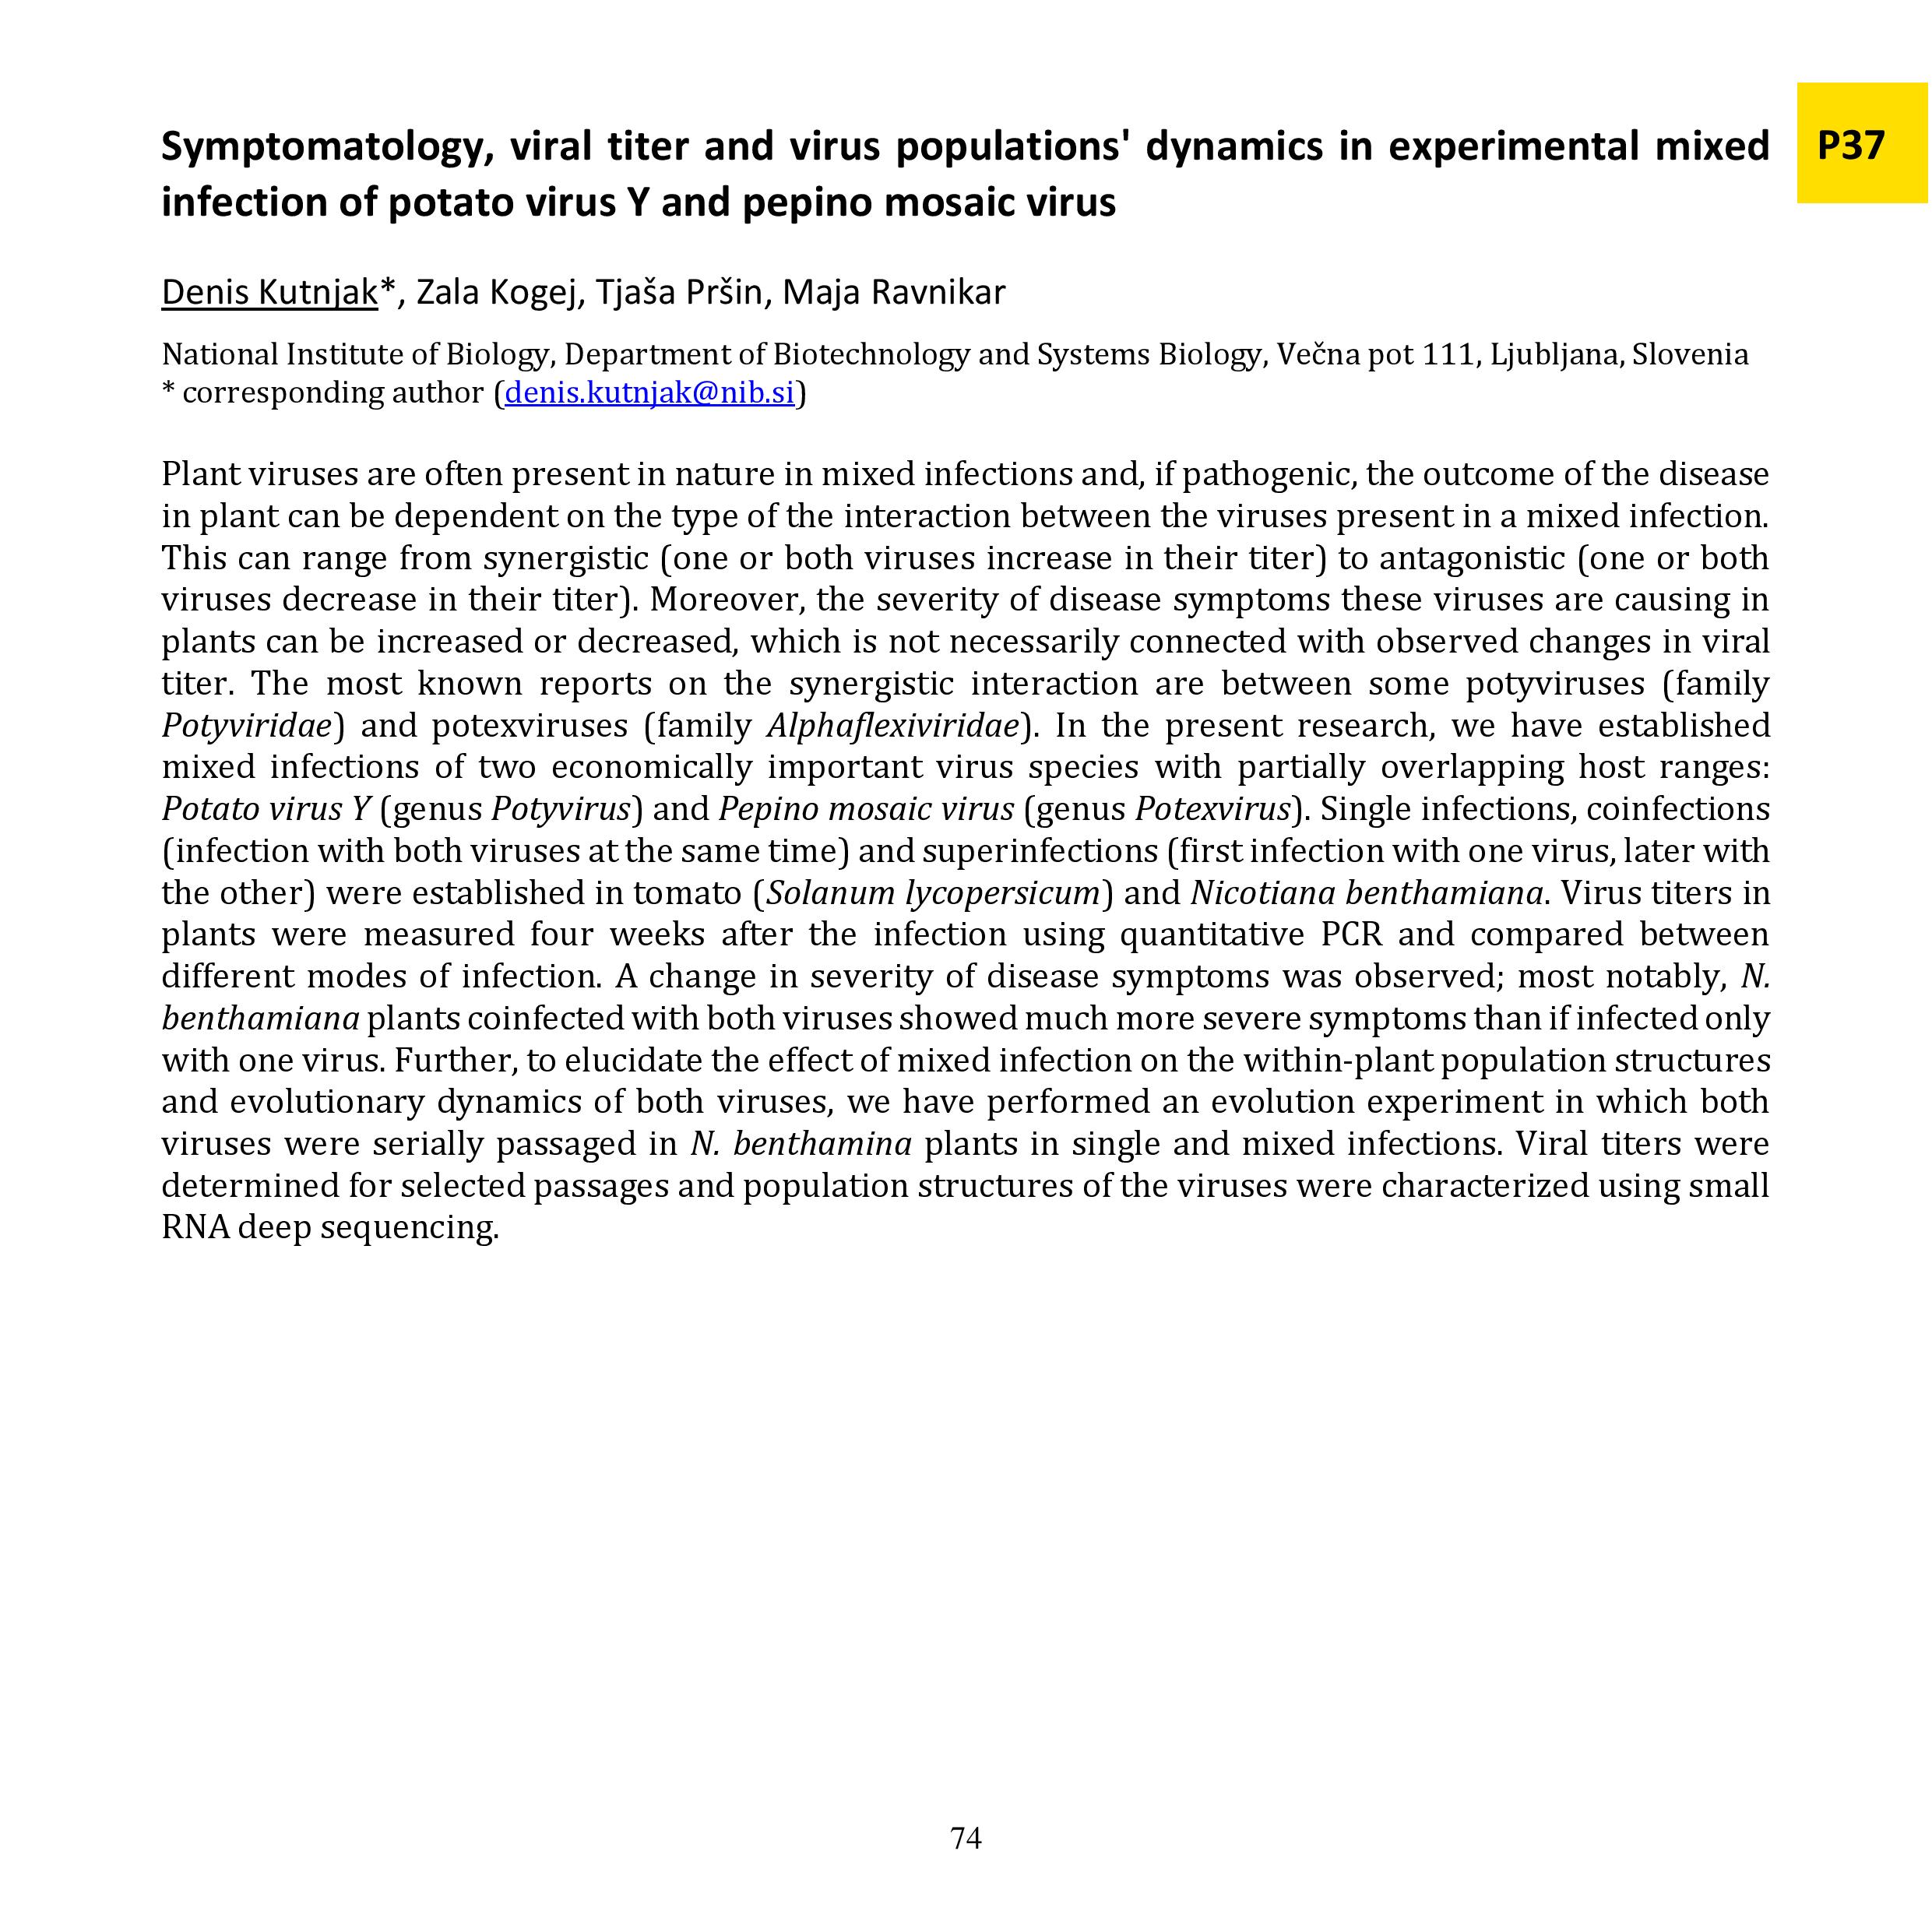 Symptomatology, viral titer and virus populations' dynamics in experimental mixed
infection of potato virus Y and pepino mosaic virus
P37
Denis Kutnjak*, Zala Kogej, Tjaša Pršin, Maja Ravnikar
National Institute of Biology, Department of Biotechnology and Systems Biology, Večna pot 111, Ljubljana, Slovenia
* corresponding author (denis.kutnjak@nib.si)
Plant viruses are often present in nature in mixed infections and, if pathogenic, the outcome of the disease
in plant can be dependent on the type of the interaction between the viruses present in a mixed infection.
This can range from synergistic (one or both viruses increase in their titer) to antagonistic (one or both
viruses decrease in their titer). Moreover, the severity of disease symptoms these viruses are causing in
plants can be increased or decreased, which is not necessarily connected with observed changes in viral
titer. The most known reports on the synergistic interaction are between some potyviruses (family
Potyviridae) and potexviruses (family Alphaflexiviridae). In the present research, we have established
mixed infections of two economically important virus species with partially overlapping host ranges:
Potato virus Y (genus Potyvirus) and Pepino mosaic virus (genus Potexvirus). Single infections, coinfections
(infection with both viruses at the same time) and superinfections (first infection with one virus, later with
the other) were established in tomato (Solanum lycopersicum) and Nicotiana benthamiana. Virus titers in
plants were measured four weeks after the infection using quantitative PCR and compared between
different modes of infection. A change in severity of disease symptoms was observed; most notably, N.
benthamiana plants coinfected with both viruses showed much more severe symptoms than if infected only
with one virus. Further, to elucidate the effect of mixed infection on the within-plant population structures
and evolutionary dynamics of both viruses, we have performed an evolution experiment in which both
viruses were serially passaged in N. benthamina plants in single and mixed infections. Viral titers were
determined for selected passages and population structures of the viruses were characterized using small
RNA deep sequencing.
74